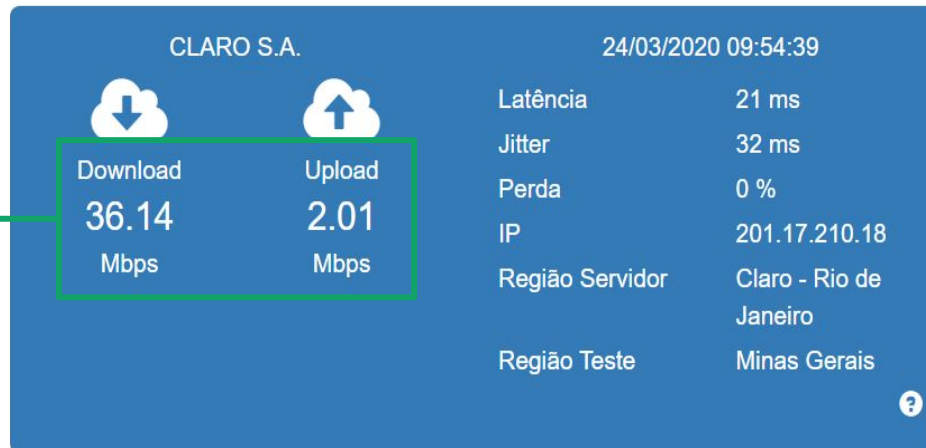 CLARO S.A.
Download
36.14
Mbps
Upload
2.01
Mbps
24/03/2020 09:54:39
Latência 21 ms
Jitter 32 ms
Perda 0 %
IP 201.17.210.18
Região Servidor Claro - Rio de
Janeiro
Região Teste Minas Gerais
?